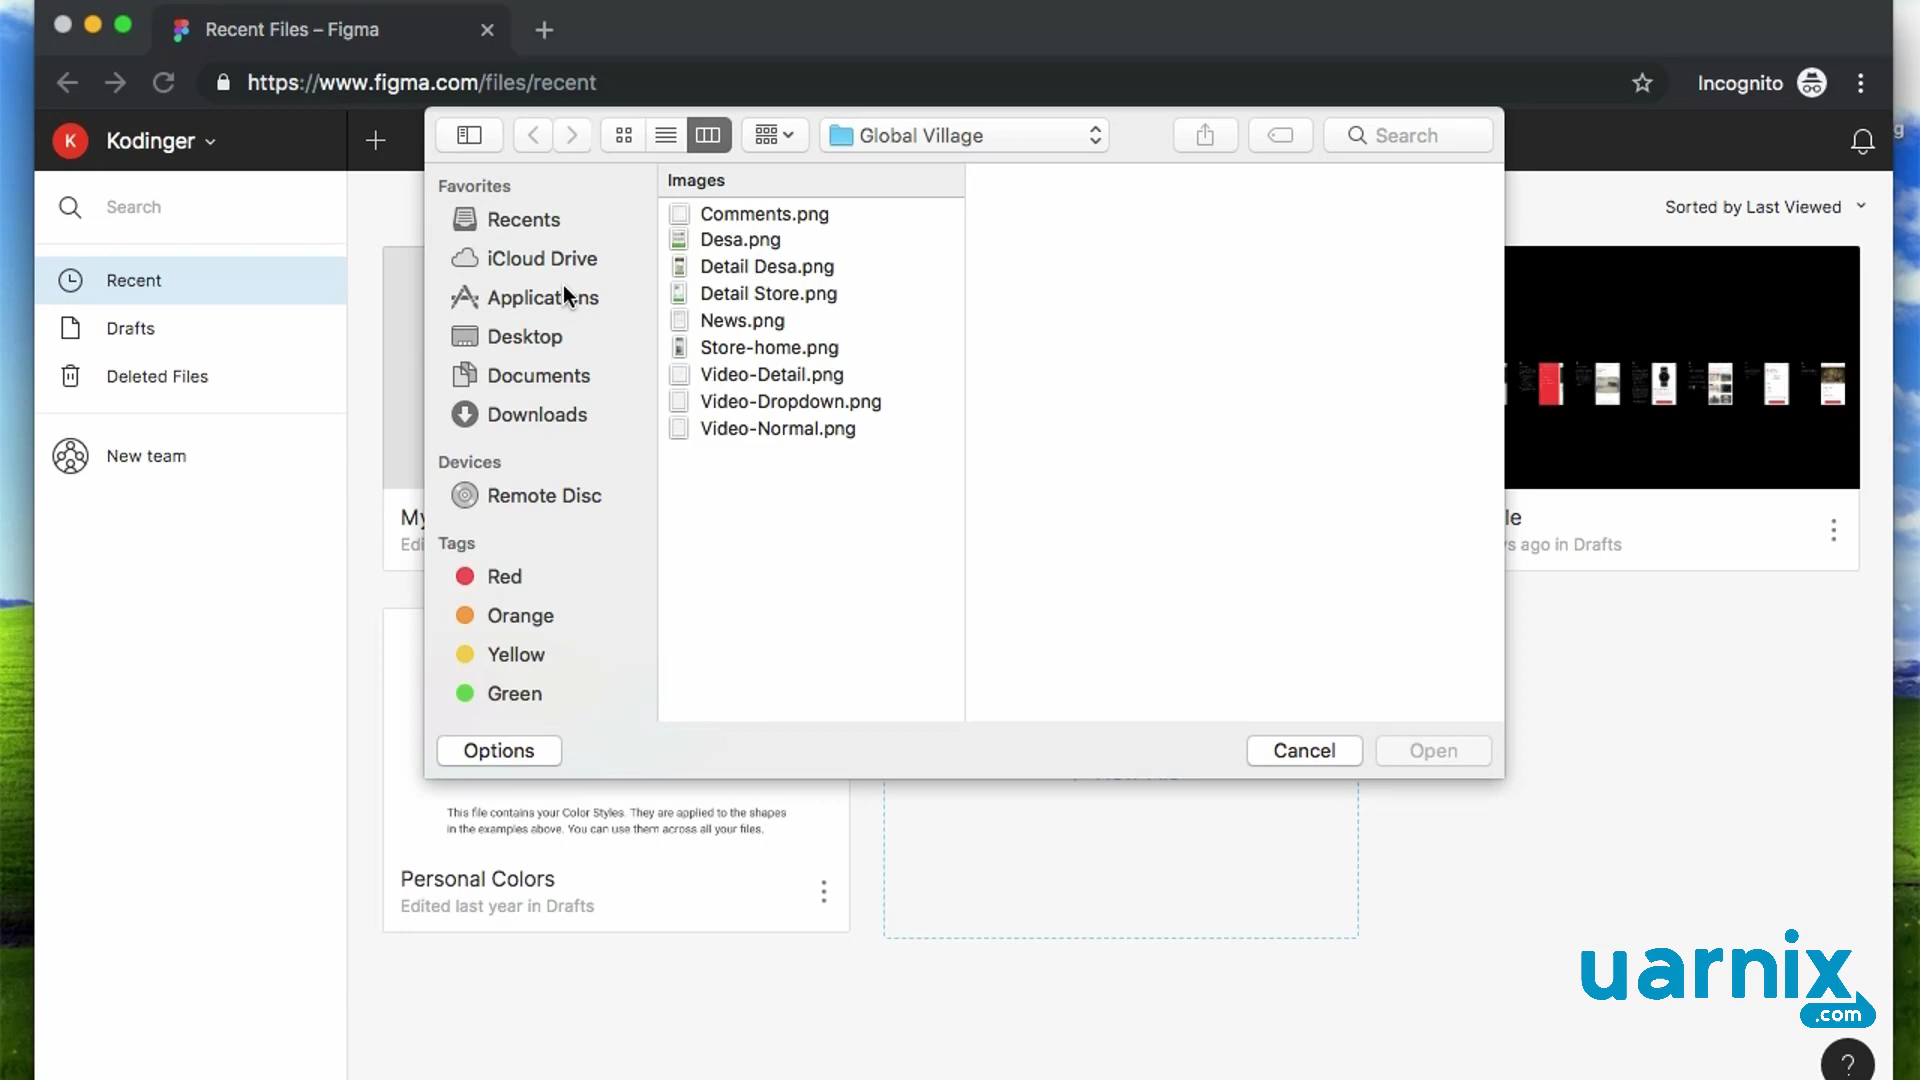 Recent Files – Figma
https://www.figma.com/files/recent
Incognito
K
Kodinger
Global Village
Search
Search
Sorted by Last Viewed
Recent
Drafts
Deleted Files
New team
Favorites
Recents
iCloud Drive
Applications
Desktop
Documents
Downloads
Devices
Remote Disc
Tags
Red
Orange
Yellow
Green
Images
Comments.png
Desa.png
Detail Desa.png
Detail Store.png
News.png
Store-home.png
Video-Detail.png
Video-Dropdown.png
Video-Normal.png
Options
Cancel
Open
My
Edi
le
s ago in Drafts
This file contains your Color Styles. They are applied to the shapes
in the examples above. You can use them across all your files.
Personal Colors
Edited last year in Drafts
uarnix
.com
?